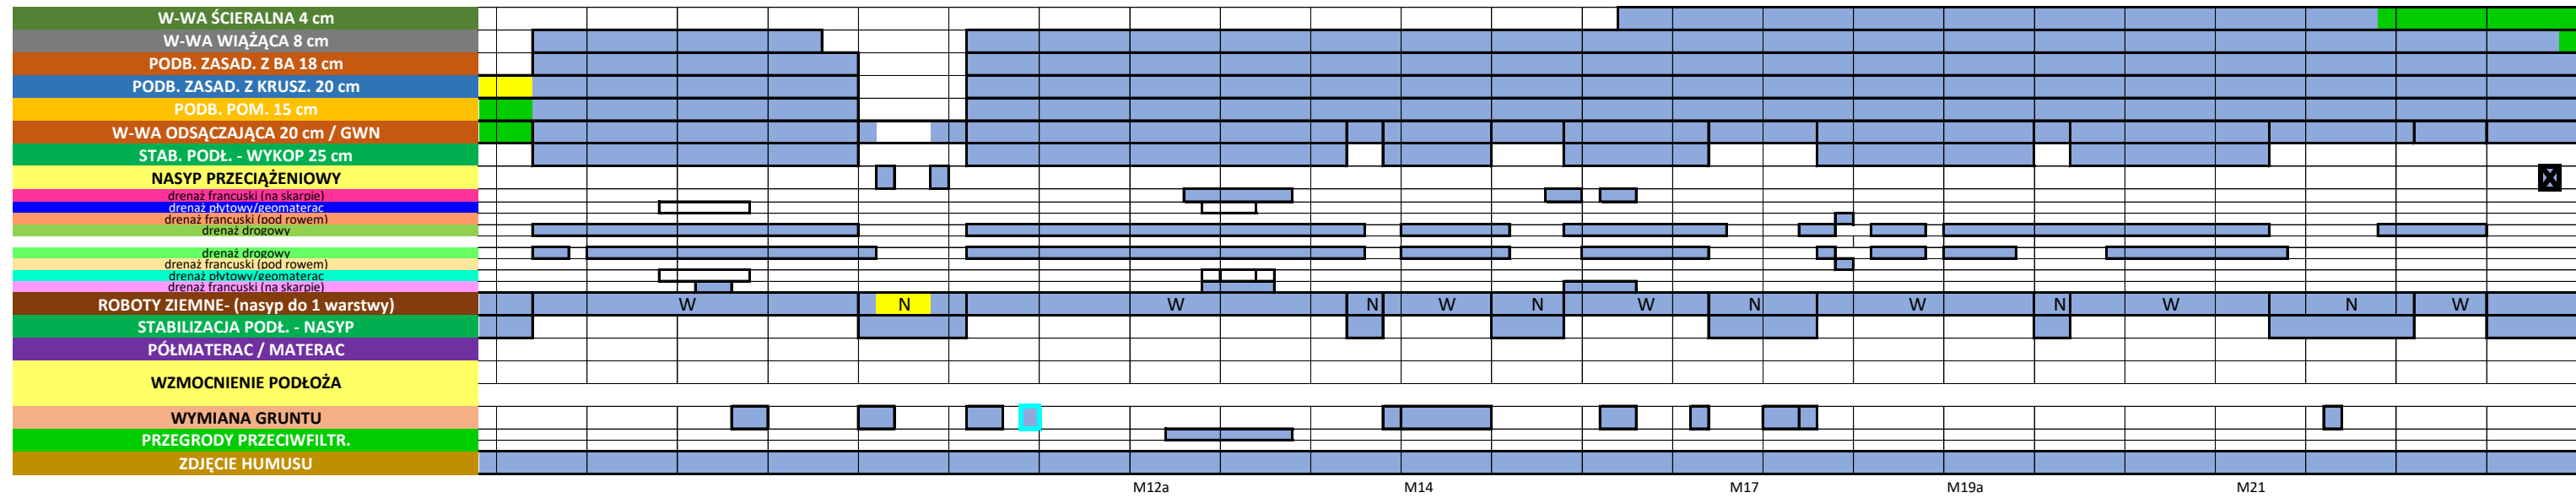 W-WA ŚCIERALNA 4 cm
W-WA WIĄŻĄCA 8 cm
PODB. ZASAD. Z BA 18 cm
PODB. ZASAD. Z KRUSZ. 20 cm
PODB. POM. 15 cm
W-WA ODSĄCZAJĄCA 20 cm / GWN
STAB. PODŁ. - WYKOP 25 cm
NASYP PRZECIĄŻENIOWY
drenaż francuski (na skarpie)
drenaż płytowy/geomaterac
drenaż francuski (pod rowem)
drenaż drogowy
drenaż drogowy
drenaż francuski (pod rowem)
drenaż płytowy/geomaterac
drenaż francuski (na skarpie)
ROBOTY ZIEMNE- (nasyp do 1 warstwy) W N W N W N W N W N W N W
STABILIZACJA PODŁ. - NASYP
PÓŁMATERAC / MATERAC
WZMOCNIENIE PODŁOŻA
WYMIANA GRUNTU
PRZEGRODY PRZECIWFILTR.
ZDJĘCIE HUMUSU
M12a M14 M17 M19a M21